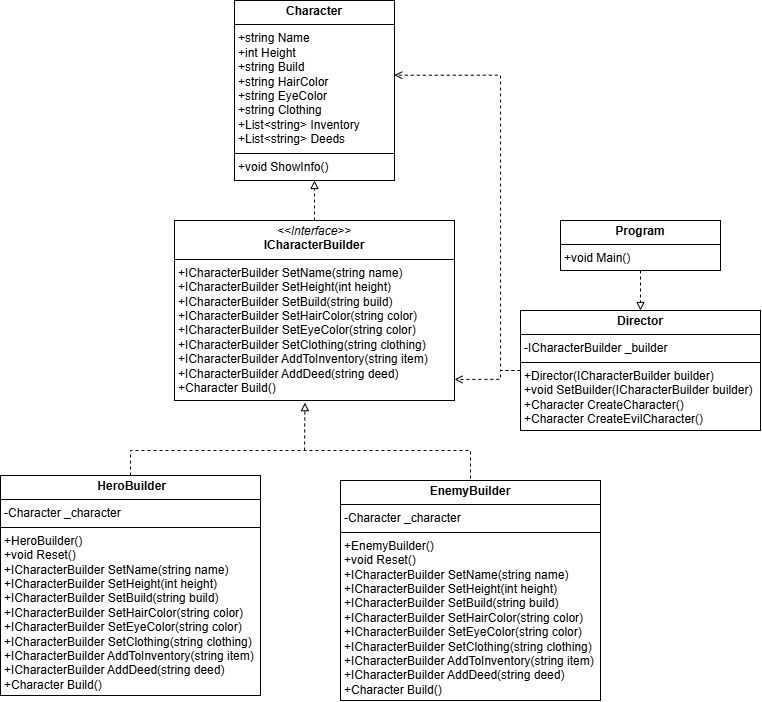 Character
+string Name
+int Height
+string Build
+string HairColor
+string EyeColor
+string Clothing
+List<string> Inventory
+List<string> Deeds
+void ShowInfo()
<<Interface>>
ICharacterBuilder
+ICharacterBuilder SetName(string name)
+ICharacterBuilder SetHeight(int height)
+ICharacterBuilder SetBuild(string build)
+ICharacterBuilder SetHairColor(string color)
+ICharacterBuilder SetEyeColor(string color)
+ICharacterBuilder SetClothing(string clothing)
+ICharacterBuilder AddToInventory(string item)
+ICharacterBuilder AddDeed(string deed)
+Character Build()
Program
+void Main()
Director
-ICharacterBuilder _builder
+Director(ICharacterBuilder builder)
+void SetBuilder(ICharacterBuilder builder)
+Character CreateCharacter()
+Character CreateEvilCharacter()
HeroBuilder
-Character _character
+HeroBuilder()
+void Reset()
+ICharacterBuilder SetName(string name)
+ICharacterBuilder SetHeight(int height)
+ICharacterBuilder SetBuild(string build)
+ICharacterBuilder SetHairColor(string color)
+ICharacterBuilder SetEyeColor(string color)
+ICharacterBuilder SetClothing(string clothing)
+ICharacterBuilder AddToInventory(string item)
+ICharacterBuilder AddDeed(string deed)
+Character Build()
EnemyBuilder
-Character _character
+EnemyBuilder()
+void Reset()
+ICharacterBuilder SetName(string name)
+ICharacterBuilder SetHeight(int height)
+ICharacterBuilder SetBuild(string build)
+ICharacterBuilder SetHairColor(string color)
+ICharacterBuilder SetEyeColor(string color)
+ICharacterBuilder SetClothing(string clothing)
+ICharacterBuilder AddToInventory(string item)
+ICharacterBuilder AddDeed(string deed)
+Character Build()